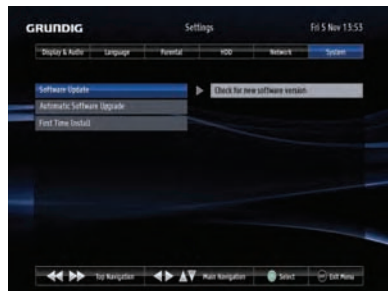 GRUNDIG Settings Fri 5 Nov 13:53
Display & Audio Language Parental HDD Network System
Software Update Check for new software version
Automatic Software Upgrade
First Time Install
Top Navigation Main Navigation Select Exit Menu